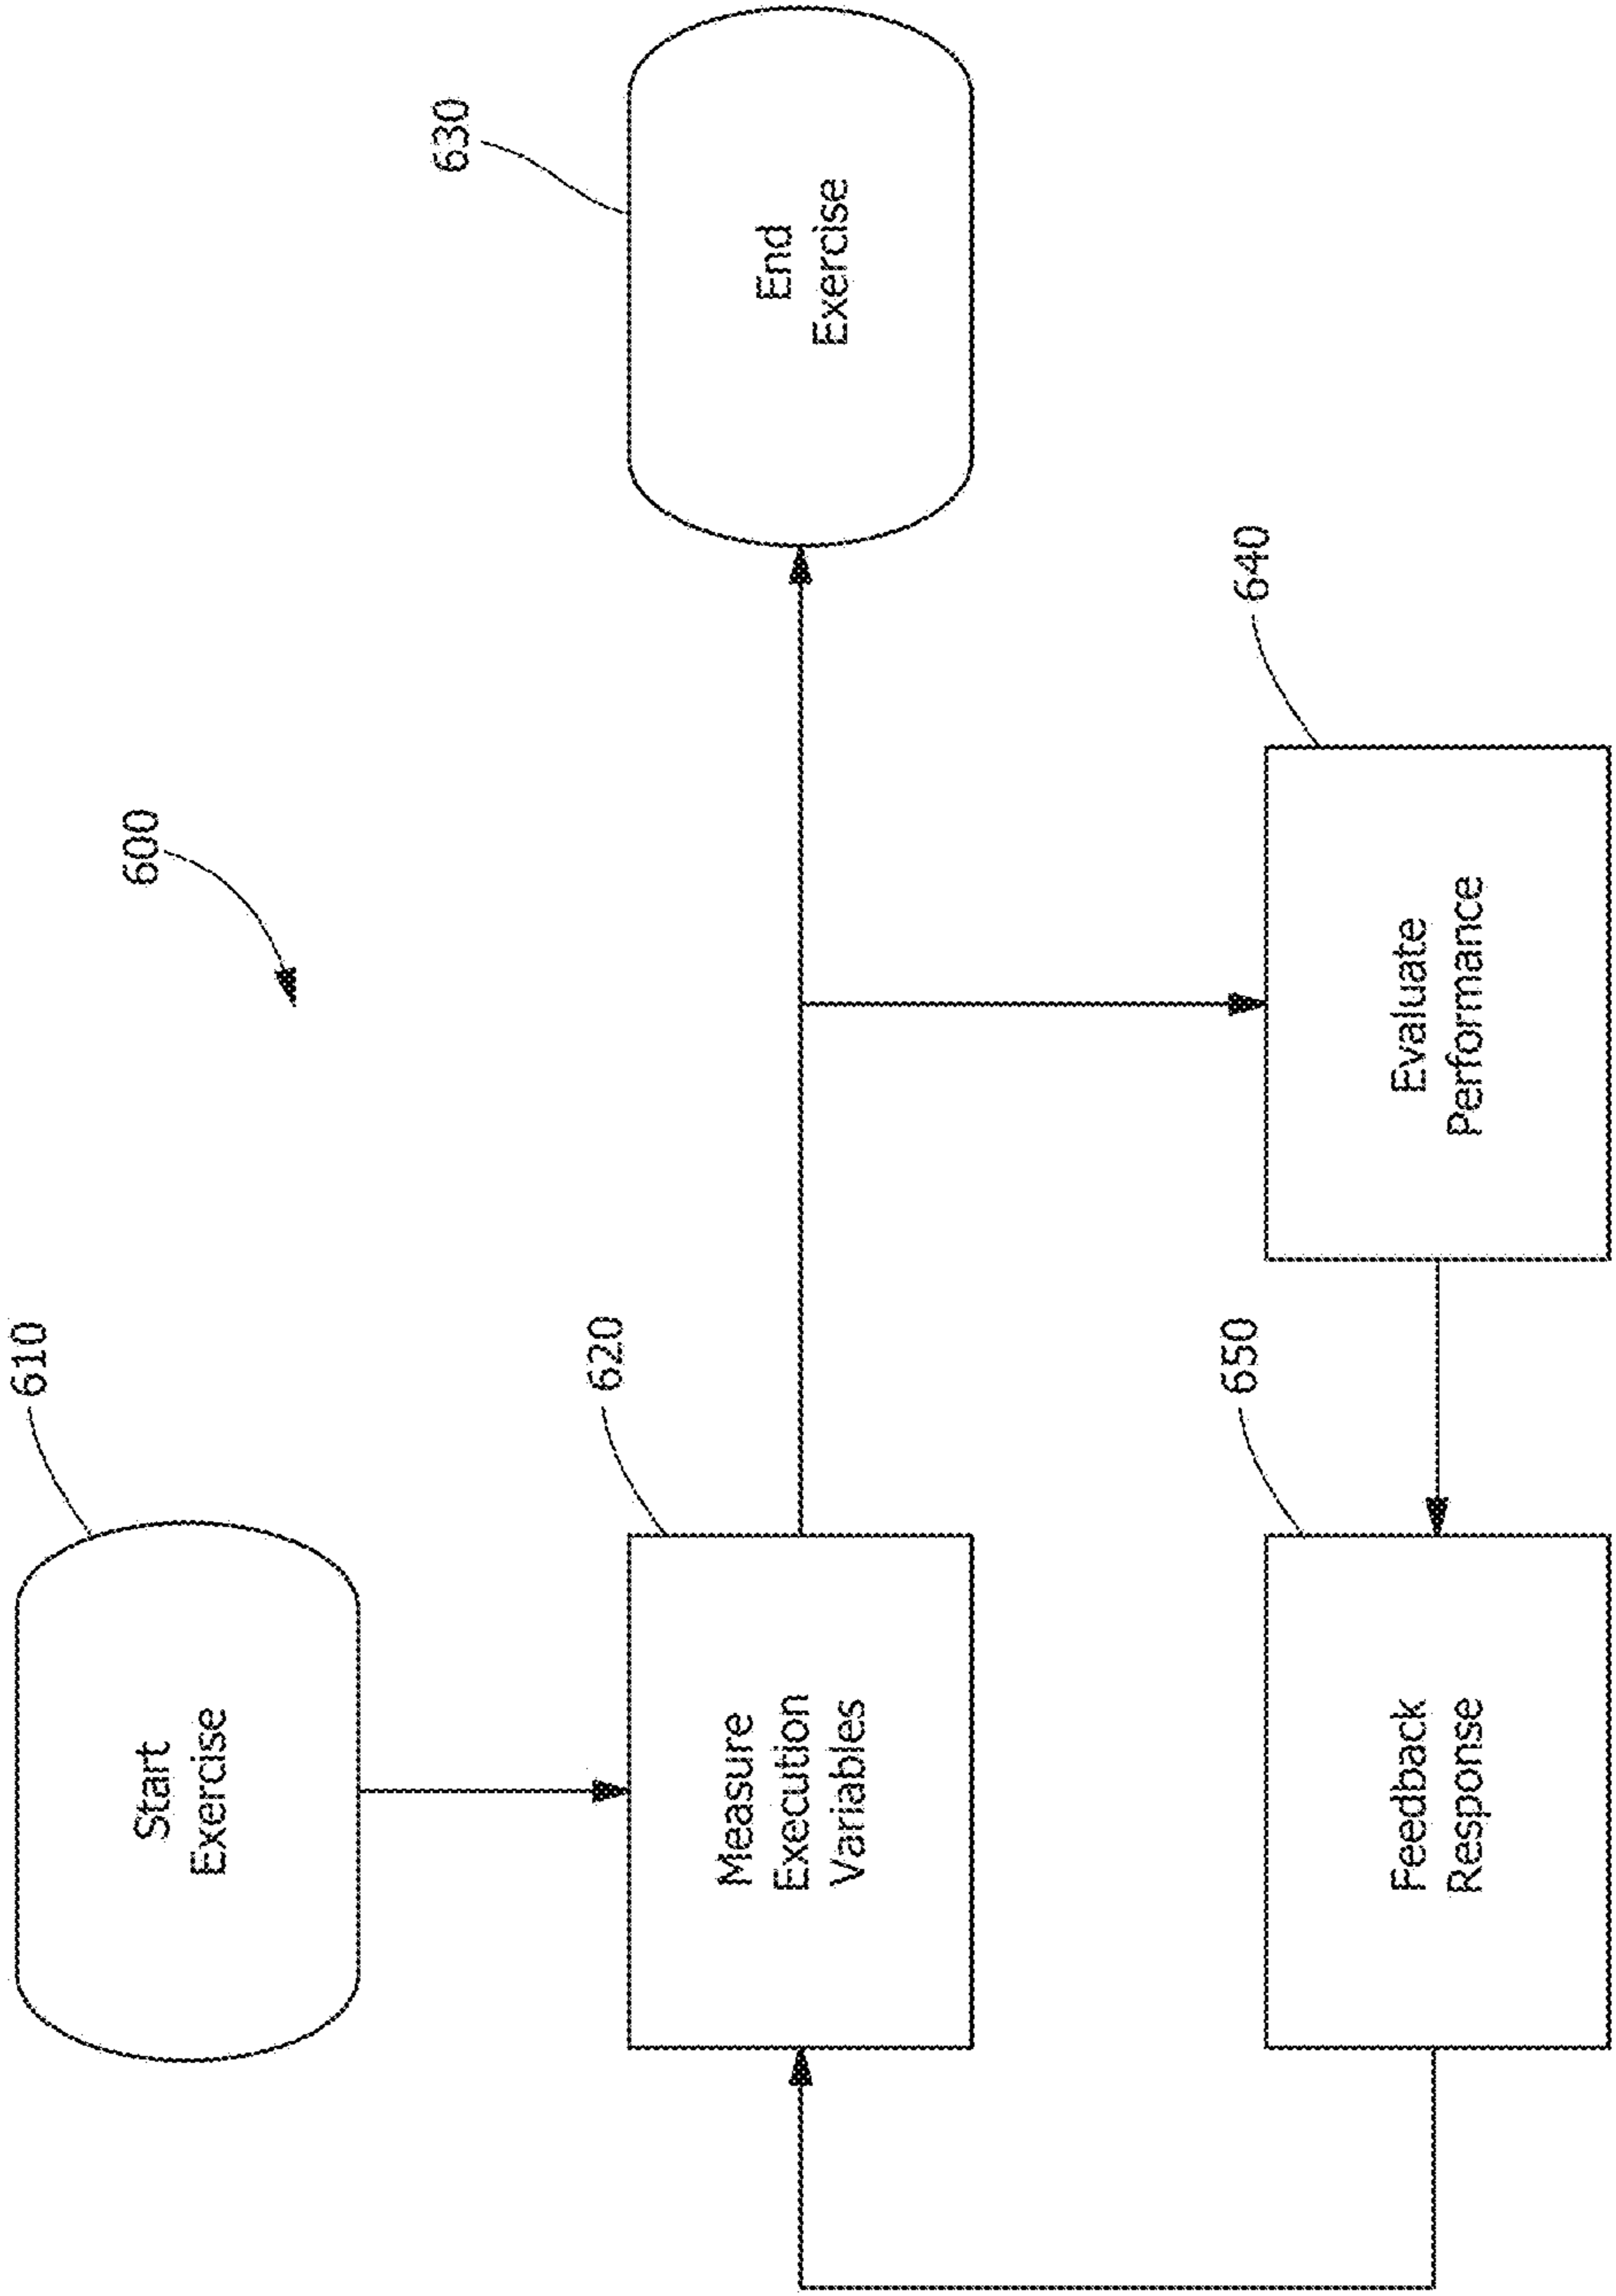 610
Start
Exercise
600
620
Measure
Execution
Variables
630
End
Exercise
650
Feedback
Response
640
Evaluate
Performance